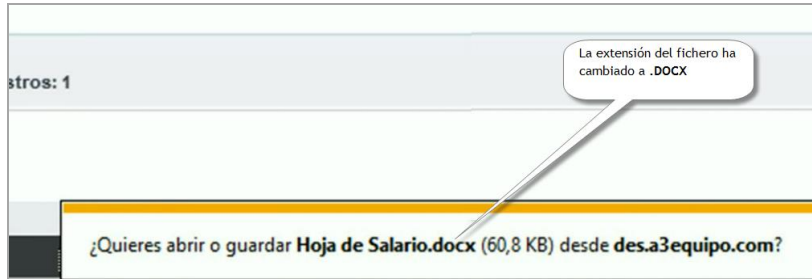 La extensión del fichero ha
cambiado a .DOCX
stros: 1
¿Quieres abrir o guardar Hoja de Salario.docx (60,8 KB) desde des.a3equipo.com?